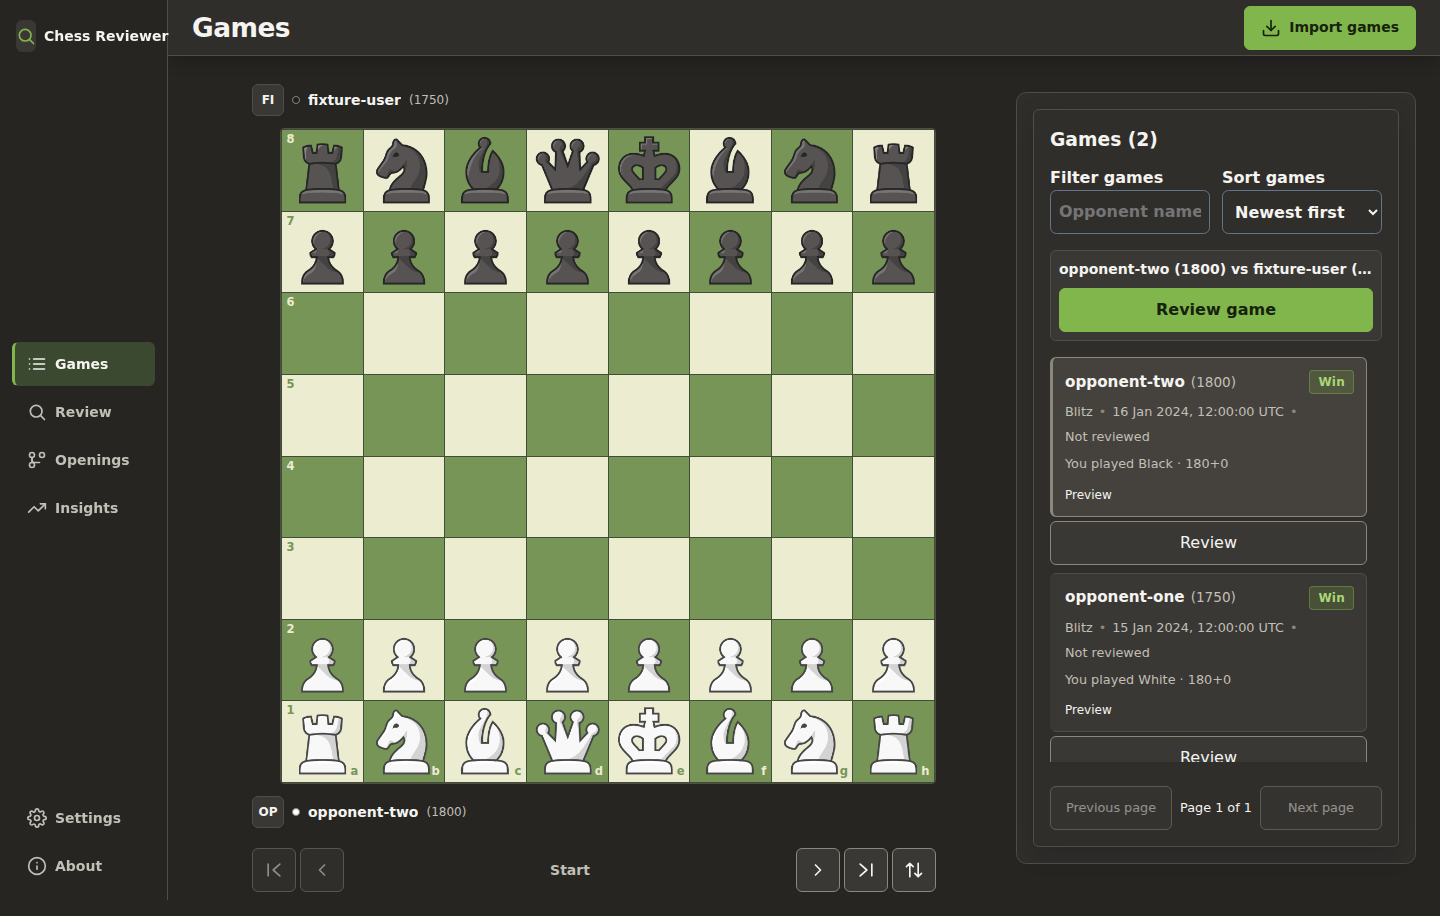 Chess Reviewer
Games
Import games
Games
Review
Openings
Insights
Settings
About
FI fixture-user (1750)
8
7
6
5
4
3
2
1
a b c d e f g h
OP opponent-two (1800)
Start
Games (2)
Filter games Sort games
Opponent name Newest first
opponent-two (1800) vs fixture-user (…
Review game
opponent-two (1800) Win
Blitz • 16 Jan 2024, 12:00:00 UTC •
Not reviewed
You played Black · 180+0
Preview
Review
opponent-one (1750) Win
Blitz • 15 Jan 2024, 12:00:00 UTC •
Not reviewed
You played White · 180+0
Preview
Review
Previous page Page 1 of 1 Next page